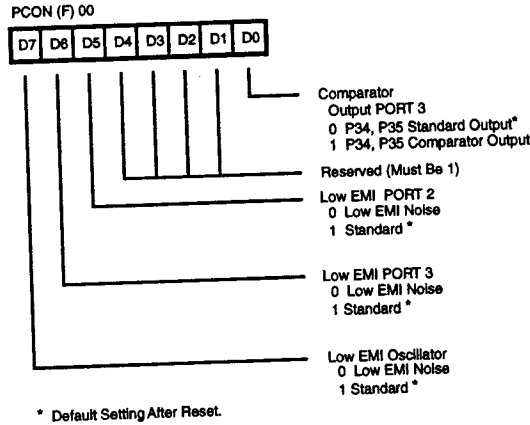 PCON (F) 00
D7 D6 D5 D4 D3 D2 D1 D0
Comparator
Output PORT 3
0 P34, P35 Standard Output*
1 P34, P35 Comparator Output
Reserved (Must Be 1)
Low EMI PORT 2
0 Low EMI Noise
1 Standard *
Low EMI PORT 3
0 Low EMI Noise
1 Standard *
Low EMI Oscillator
0 Low EMI Noise
1 Standard *
* Default Setting After Reset.